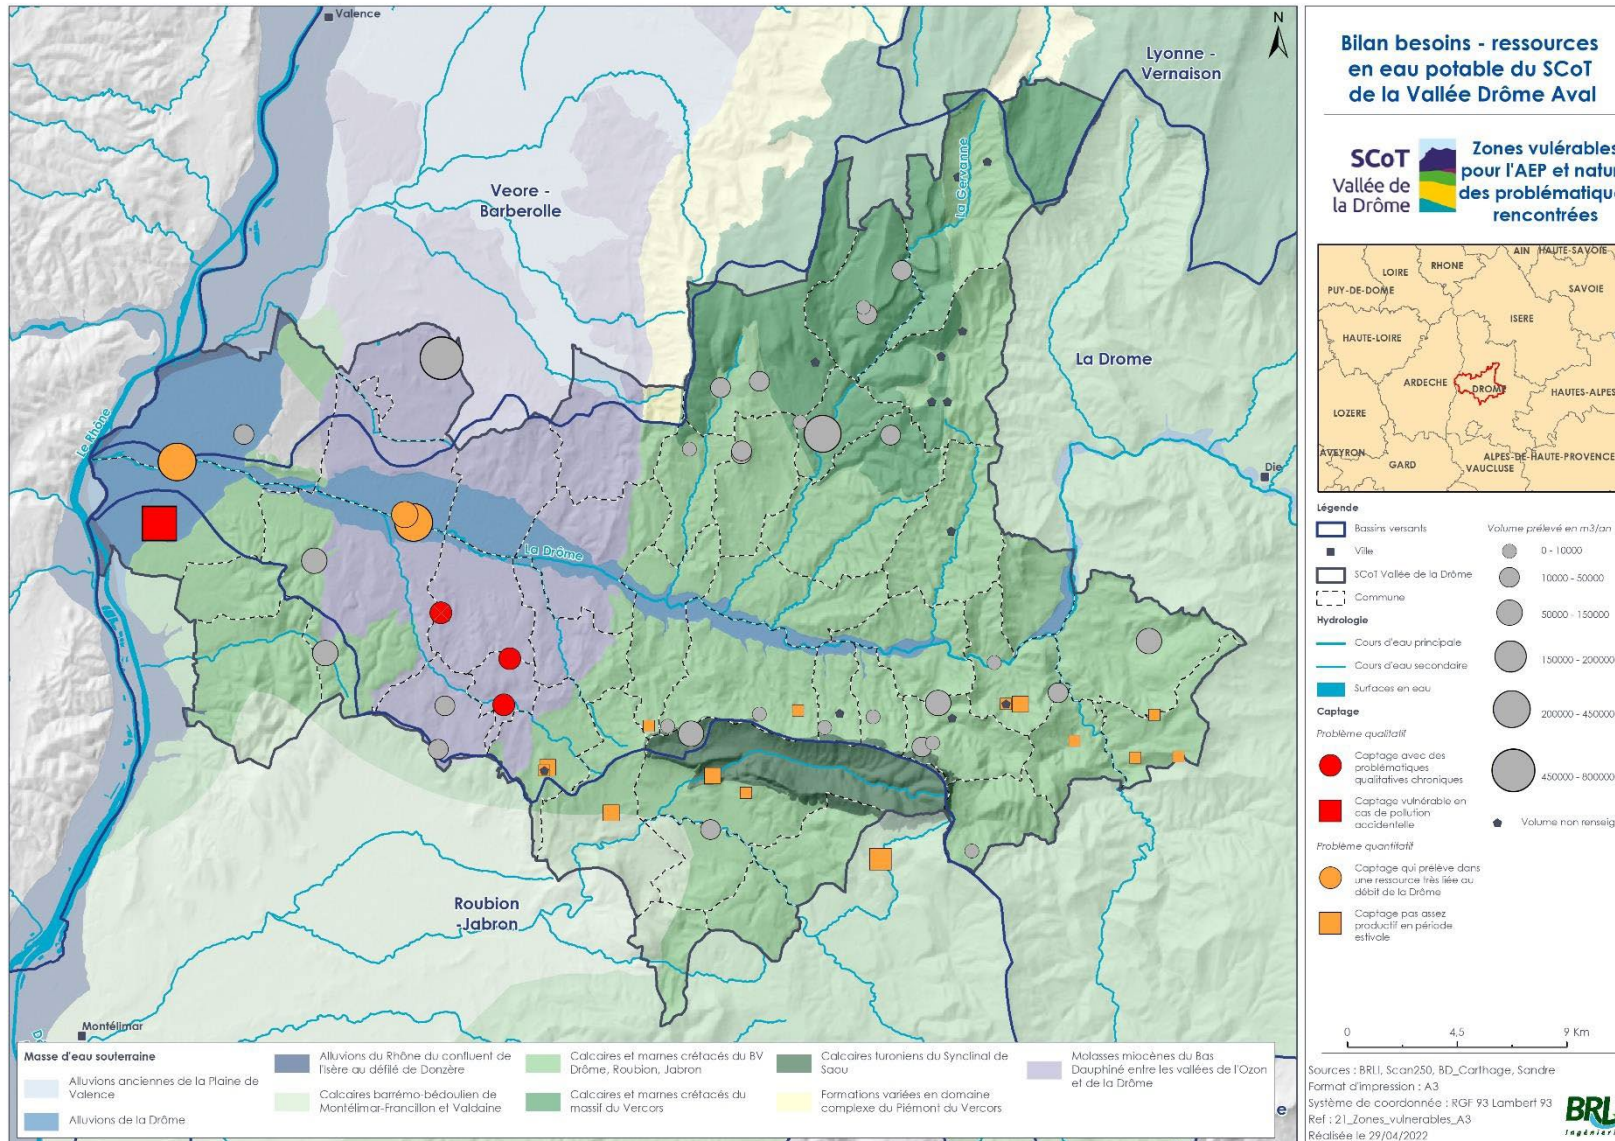 Valence
N
Lyonne -
Vernaison
Veore -
Barberolle
La Gervanne
La Drome
Le Rhône
Die
La Drôme
Roubion
-Jabron
Montélimar
Masse d'eau souterraine
Alluvions anciennes de la Plaine de
Valence
Alluvions de la Drôme
Alluvions du Rhône du confluent de
l'Isère au défilé de Donzère
Calcaires barrémo-bédoulien de
Montélimar-Francillon et Valdaine
Calcaires et marnes crétacés du BV
Drôme, Roubion, Jabron
Calcaires et marnes crétacés du
massif du Vercors
Calcaires turoniens du Synclinal de
Saou
Formations variées en domaine
complexe du Piémont du Vercors
Molasses miocènes du Bas
Dauphiné entre les vallées de l'Ozon
et de la Drôme
Bilan besoins - ressources
en eau potable du SCoT
de la Vallée Drôme Aval
SCoT
Vallée de
la Drôme
Zones vulérables
pour l'AEP et natur
des problématiqu
rencontrées
AIN
HAUTE-SAVOIE
LOIRE
RHONE
PUY-DE-DOME
SAVOIE
ISERE
HAUTE-LOIRE
ARDECHE
DROME
HAUTES-ALPES
LOZERE
AVEYRON
GARD
VAUCLUSE
ALPES-DE-HAUTE-PROVENCE
Légende
Bassins versants
Ville
SCoT Vallée de la Drôme
Commune
Hydrologie
Cours d'eau principale
Cours d'eau secondaire
Surfaces en eau
Captage
Problème qualitatif
Captage avec des
problématiques
qualitatives chroniques
Captage vulnérable en
cas de pollution
accidentelle
Problème quantitatif
Captage qui prélève dans
une ressource très liée au
débit de la Drôme
Captage pas assez
productif en période
estivale
Volume prélevé en m3/an
0 - 10000
10000 - 50000
50000 - 150000
150000 - 200000
200000 - 450000
450000 - 800000
Volume non renseig
0 4,5 9 Km
Sources : BRLI, Scan250, BD_Carthage, Sandre
Format d'impression : A3
Système de coordonnée : RGF 93 Lambert 93
Ref : 21_Zones_vulnerables_A3
Réalisée le 29/04/2022
BRL
Ingénierie